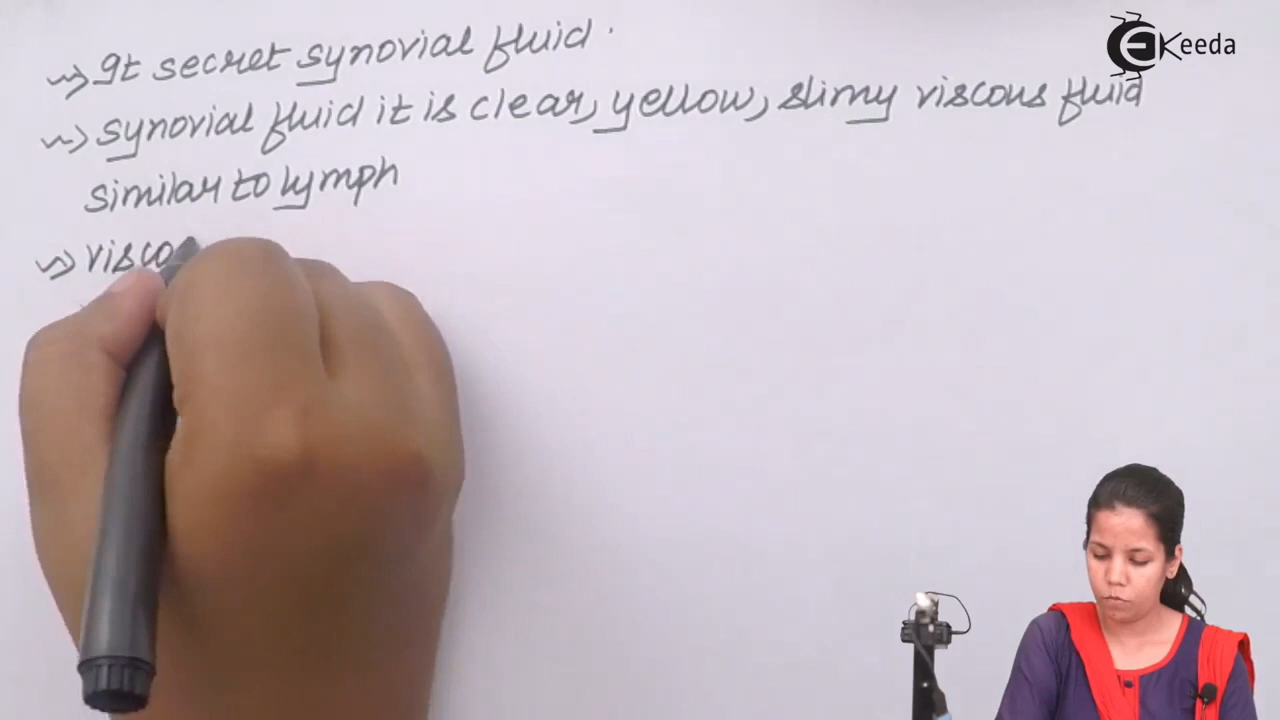 It secret synovial fluid.
synovial fluid it is clear, yellow, slimy viscous fluid
similar to lymph
visco
EKeeda